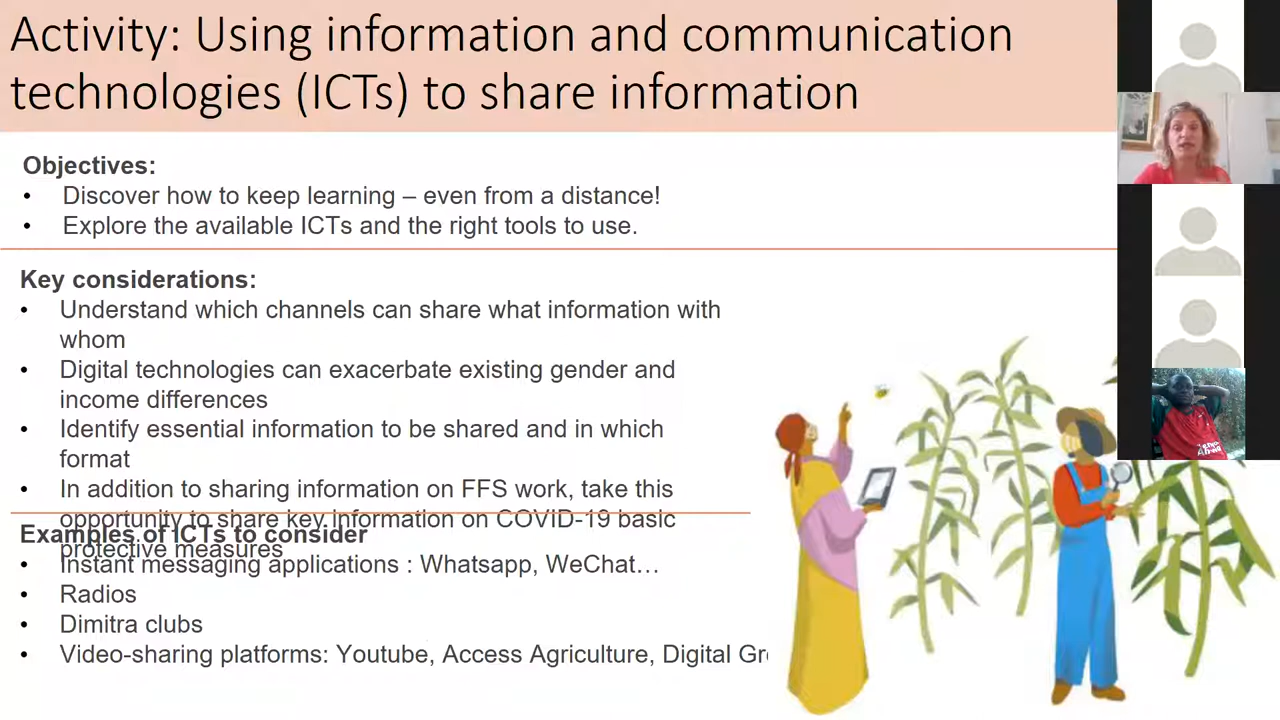 Activity: Using information and communication
technologies (ICTs) to share information
Objectives:
• Discover how to keep learning – even from a distance!
• Explore the available ICTs and the right tools to use.
Key considerations:
• Understand which channels can share what information with
whom
• Digital technologies can exacerbate existing gender and
income differences
• Identify essential information to be shared and in which
format
• In addition to sharing information on FFS work, take this
opportunity to share key information on COVID-19 basic
protective measures
Examples of ICTs to consider
• Instant messaging applications : Whatsapp, WeChat…
• Radios
• Dimitra clubs
• Video-sharing platforms: Youtube, Access Agriculture, Digital